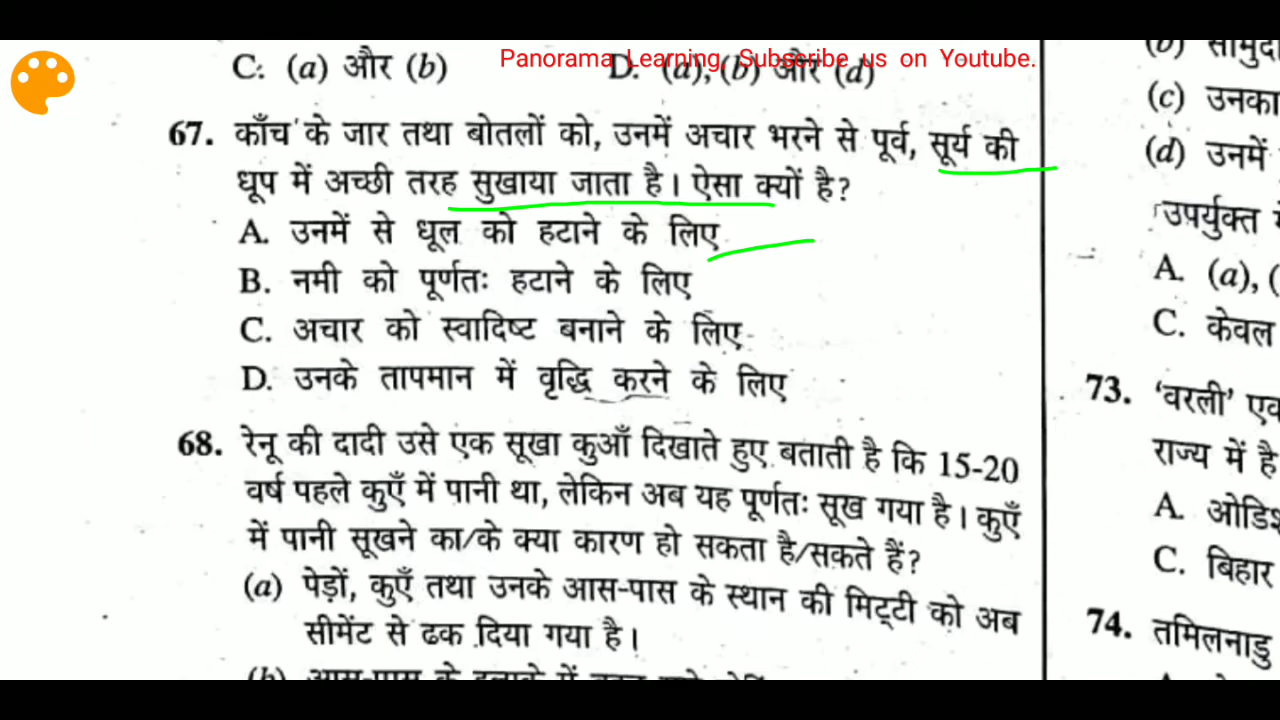 C. (a) और (b)
D. (a), (b) और (d)
Panorama Learning Subscribe us on Youtube.
67. काँच के जार तथा बोतलों को, उनमें अचार भरने से पूर्व, सूर्य की
धूप में अच्छी तरह सुखाया जाता है। ऐसा क्यों है?
A. उनमें से धूल को हटाने के लिए
B. नमी को पूर्णतः हटाने के लिए
C. अचार को स्वादिष्ट बनाने के लिए
D. उनके तापमान में वृद्धि करने के लिए
68. रेनू की दादी उसे एक सूखा कुआँ दिखाते हुए बताती है कि 15-20
वर्ष पहले कुएँ में पानी था, लेकिन अब यह पूर्णतः सूख गया है। कुएँ
में पानी सूखने का/के क्या कारण हो सकता है/सकते हैं?
(a) पेड़ों, कुएँ तथा उनके आस-पास के स्थान की मिट्टी को अब
सीमेंट से ढक दिया गया है।
(b)
(c) उनका
(d) उनमें
उपर्युक्त
A. (a),
C. केवल
73. 'वरली'
राज्य में है
A.
C. बिहार
74. तमिलनाडु